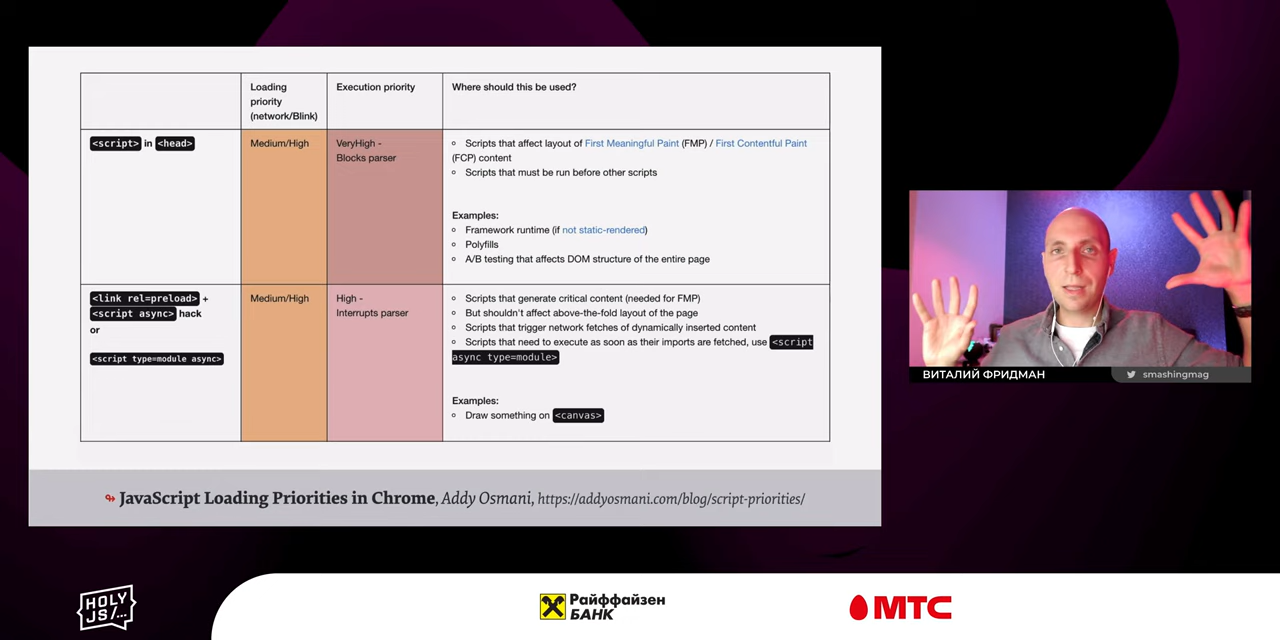 Loading
priority
(network/Blink)
Execution priority
Where should this be used?
<script> in <head>
Medium/High
VeryHigh -
Blocks parser
Scripts that affect layout of First Meaningful Paint (FMP) / First Contentful Paint
(FCP) content
Scripts that must be run before other scripts
Examples:
Framework runtime (if not static-rendered)
Polyfills
A/B testing that affects DOM structure of the entire page
<link rel=preload> +
<script async> hack
or
<script type=module async>
Medium/High
High -
Interrupts parser
Scripts that generate critical content (needed for FMP)
But shouldn't affect above-the-fold layout of the page
Scripts that trigger network fetches of dynamically inserted content
Scripts that need to execute as soon as their imports are fetched, use <script
async type=module>
Examples:
Draw something on <canvas>
JavaScript Loading Priorities in Chrome, Addy Osmani, https://addyosmani.com/blog/script-priorities/
ВИТАЛИЙ ФРИДМАН
smashingmag
HOLY
JS/...
Райффайзен
БАНК
МТС